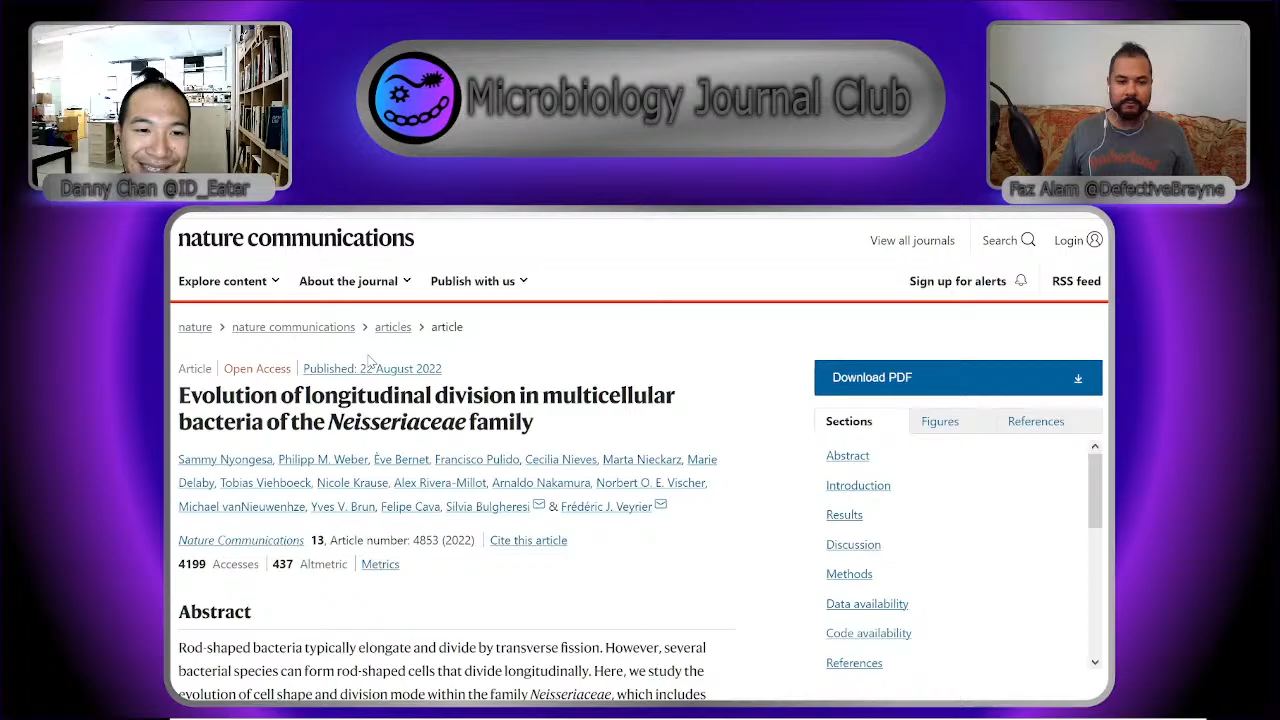 Microbiology Journal Club
Danny Chan @ID_Eater
Faz Alam @DefectiveBrayne
nature communications
View all journals
Search
Login
Explore content
About the journal
Publish with us
Sign up for alerts
RSS feed
nature > nature communications > articles > article
Article | Open Access | Published: 22 August 2022
Evolution of longitudinal division in multicellular
bacteria of the Neisseriaceae family
Sammy Nyongesa, Philipp M. Weber, Ève Bernet, Francisco Pulido, Cecilia Nieves, Marta Nieckarz, Marie
Delaby, Tobias Viehboeck, Nicole Krause, Alex Rivera-Millot, Arnaldo Nakamura, Norbert O. E. Vischer,
Michael vanNieuwenhze, Yves V. Brun, Felipe Cava, Silvia Bulgheresi & Frédéric J. Veyrier
Nature Communications 13, Article number: 4853 (2022) | Cite this article
4199 Accesses | 437 Altmetric | Metrics
Abstract
Rod-shaped bacteria typically elongate and divide by transverse fission. However, several
bacterial species can form rod-shaped cells that divide longitudinally. Here, we study the
evolution of cell shape and division mode within the family Neisseriaceae, which includes
Download PDF
Sections
Figures
References
Abstract
Introduction
Results
Discussion
Methods
Data availability
Code availability
References